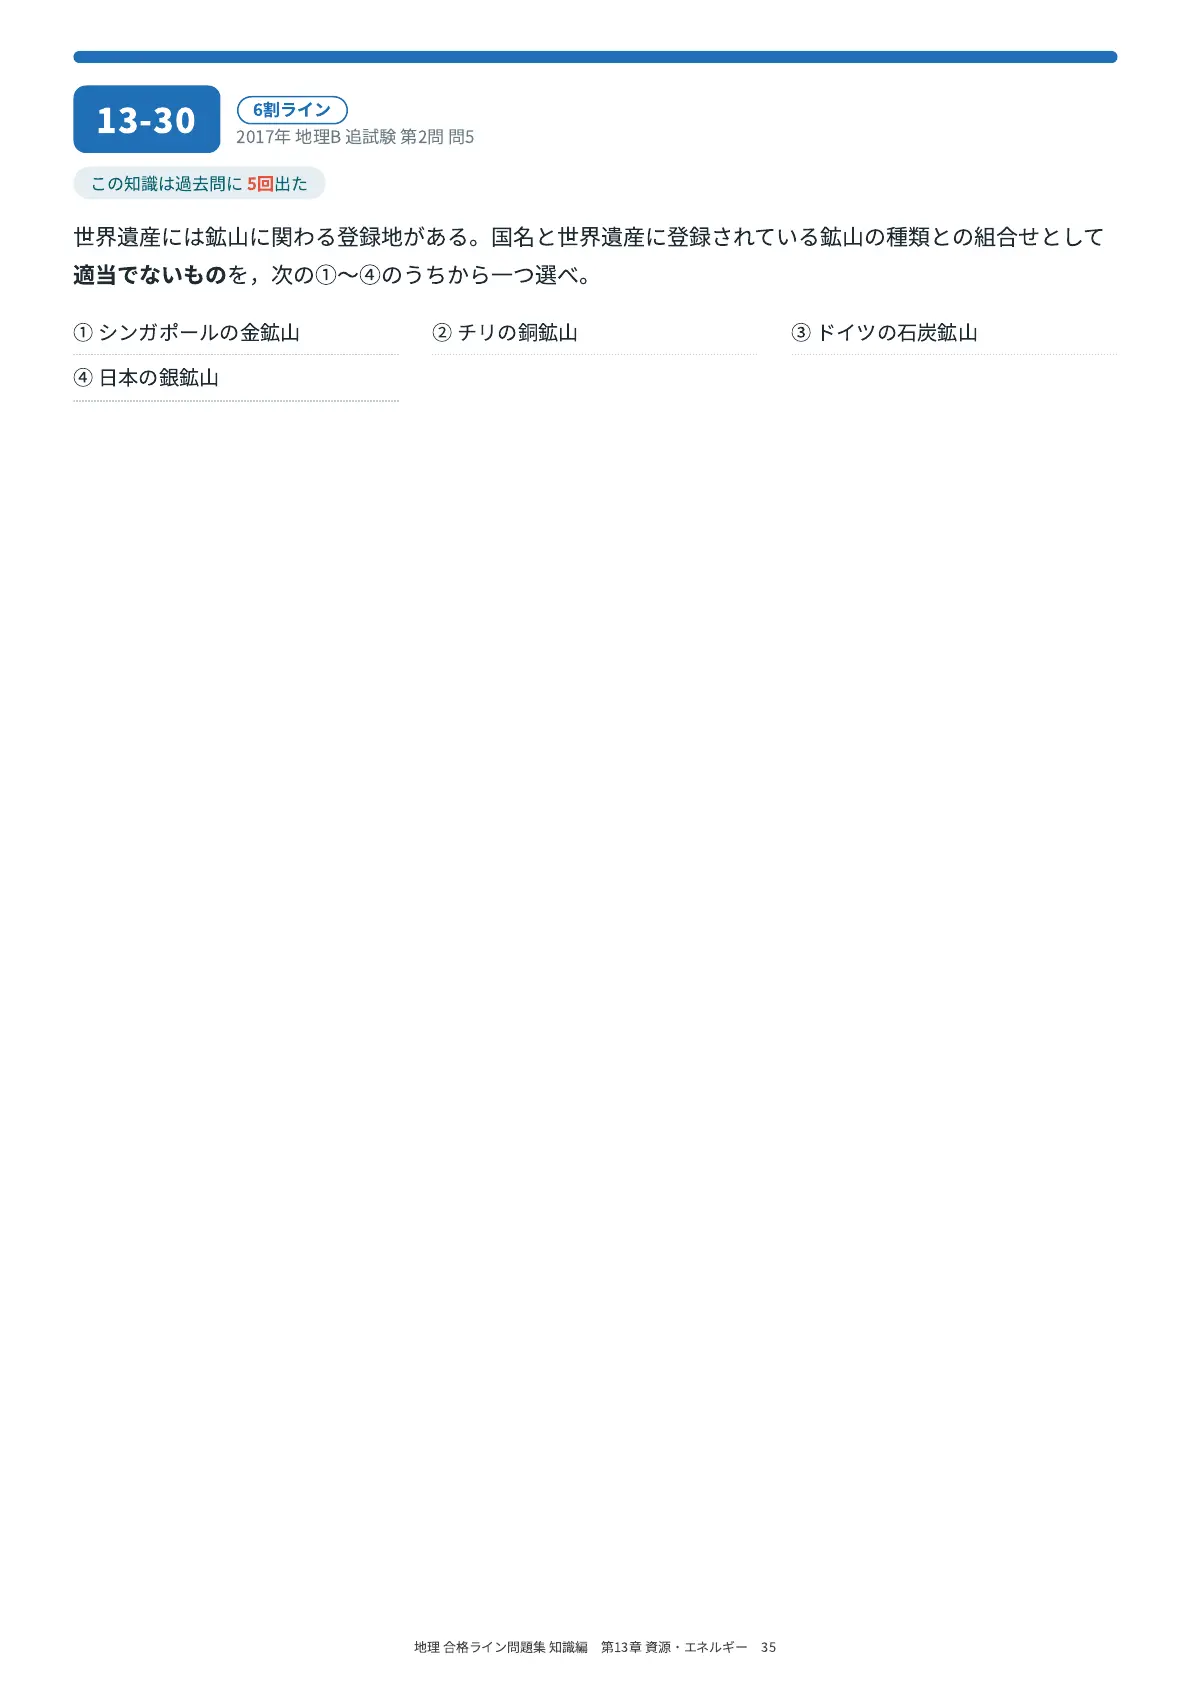 13-30
6割ライン
2017年 地理B 追試験 第2問 問5
この知識は過去問に 5回出た
世界遺産には鉱山に関わる登録地がある。国名と世界遺産に登録されている鉱山の種類との組合せとして
適当でないものを，次の①〜④のうちから一つ選べ。
① シンガポールの金鉱山
② チリの銅鉱山
③ ドイツの石炭鉱山
④ 日本の銀鉱山
地理 合格ライン問題集 知識編　第13章 資源・エネルギー　35